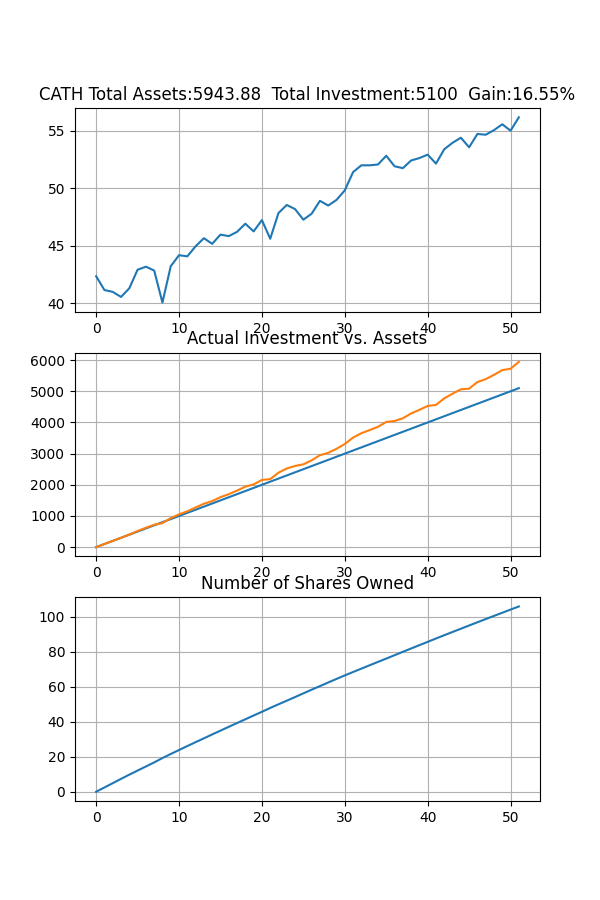 CATH Total Assets:5943.88  Total Investment:5100  Gain:16.55%
55
50
45
40
0 10 20 30 40 50
Actual Investment vs. Assets
6000
5000
4000
3000
2000
1000
0
0 10 20 30 40 50
Number of Shares Owned
100
80
60
40
20
0
0 10 20 30 40 50